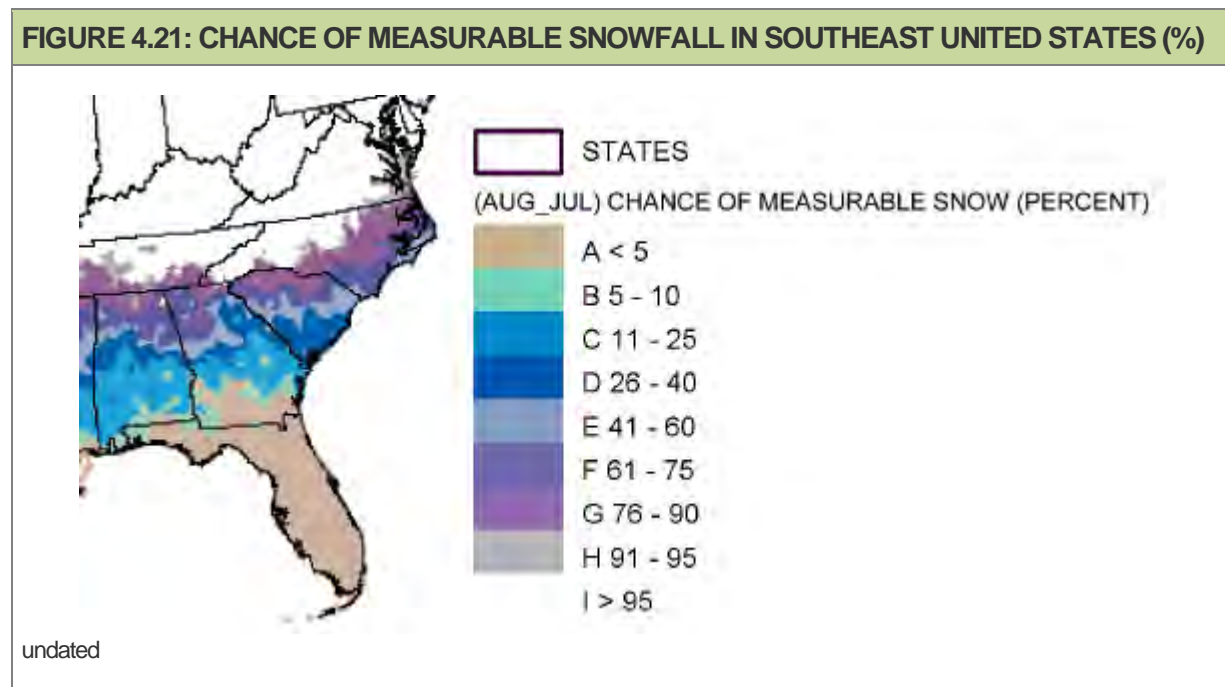 FIGURE 4.21: CHANCE OF MEASURABLE SNOWFALL IN SOUTHEAST UNITED STATES (%)
STATES
(AUG_JUL) CHANCE OF MEASURABLE SNOW (PERCENT)
A < 5
B 5 - 10
C 11 - 25
D 26 - 40
E 41 - 60
F 61 - 75
G 76 - 90
H 91 - 95
I > 95
undated